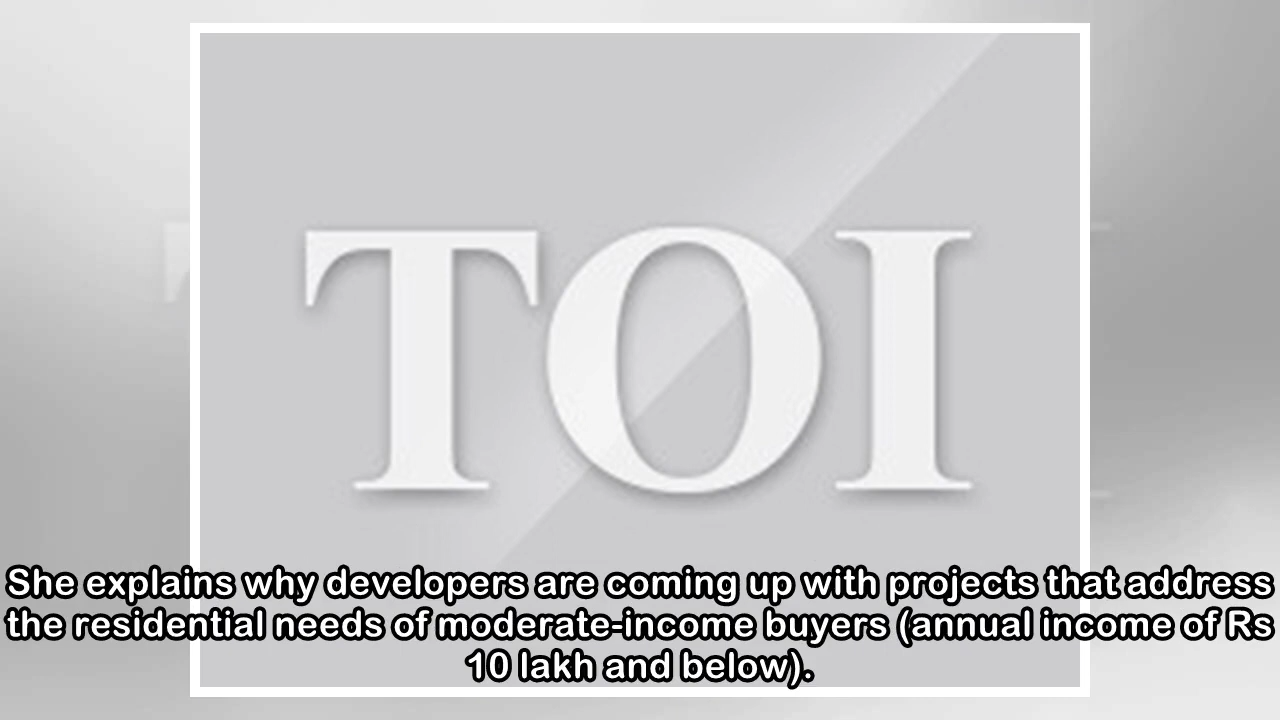 TOI
She explains why developers are coming up with projects that address
the residential needs of moderate-income buyers (annual income of Rs
10 lakh and below).